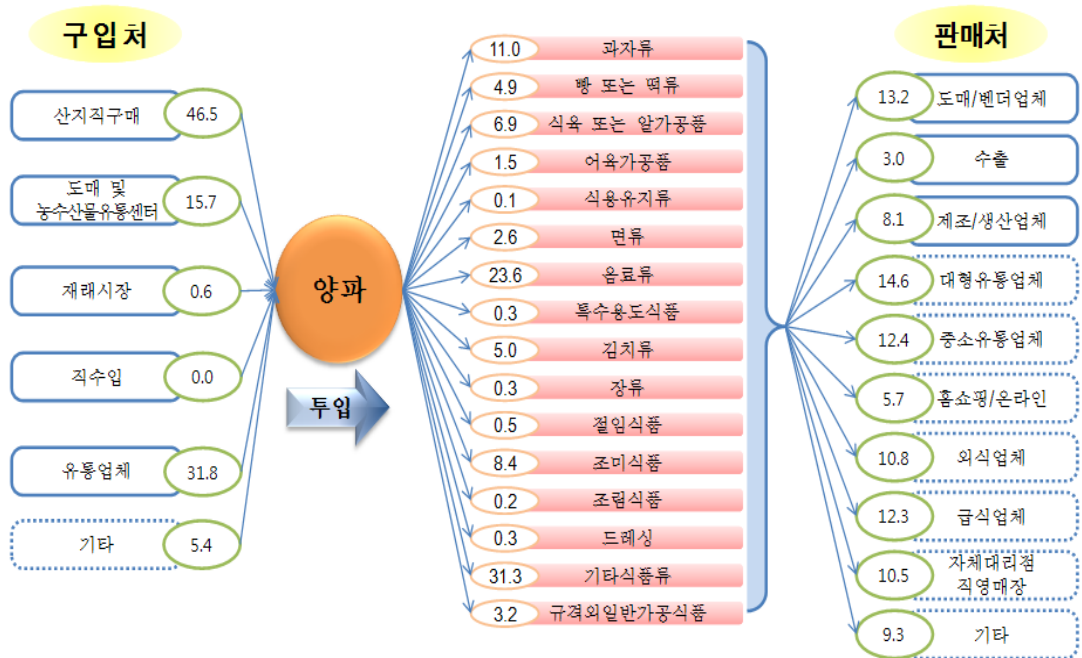 구입처
산지직구매
46.5
도매 및
농수산물유통센터
15.7
재래시장
0.6
직수입
0.0
유통업체
31.8
기타
5.4
양파
투입
11.0
과자류
4.9
빵 또는 떡류
6.9
식육 또는 알가공품
1.5
어육가공품
0.1
식용유지류
2.6
면류
23.6
음료류
0.3
특수용도식품
5.0
김치류
0.3
장류
0.5
절임식품
8.4
조미식품
0.2
조림식품
0.3
드레싱
31.3
기타식품류
3.2
규격외일반가공식품
판매처
13.2
도매/벤더업체
3.0
수출
8.1
제조/생산업체
14.6
대형유통업체
12.4
중소유통업체
5.7
홈쇼핑/온라인
10.8
외식업체
12.3
급식업체
10.5
자체대리점
직영매장
9.3
기타